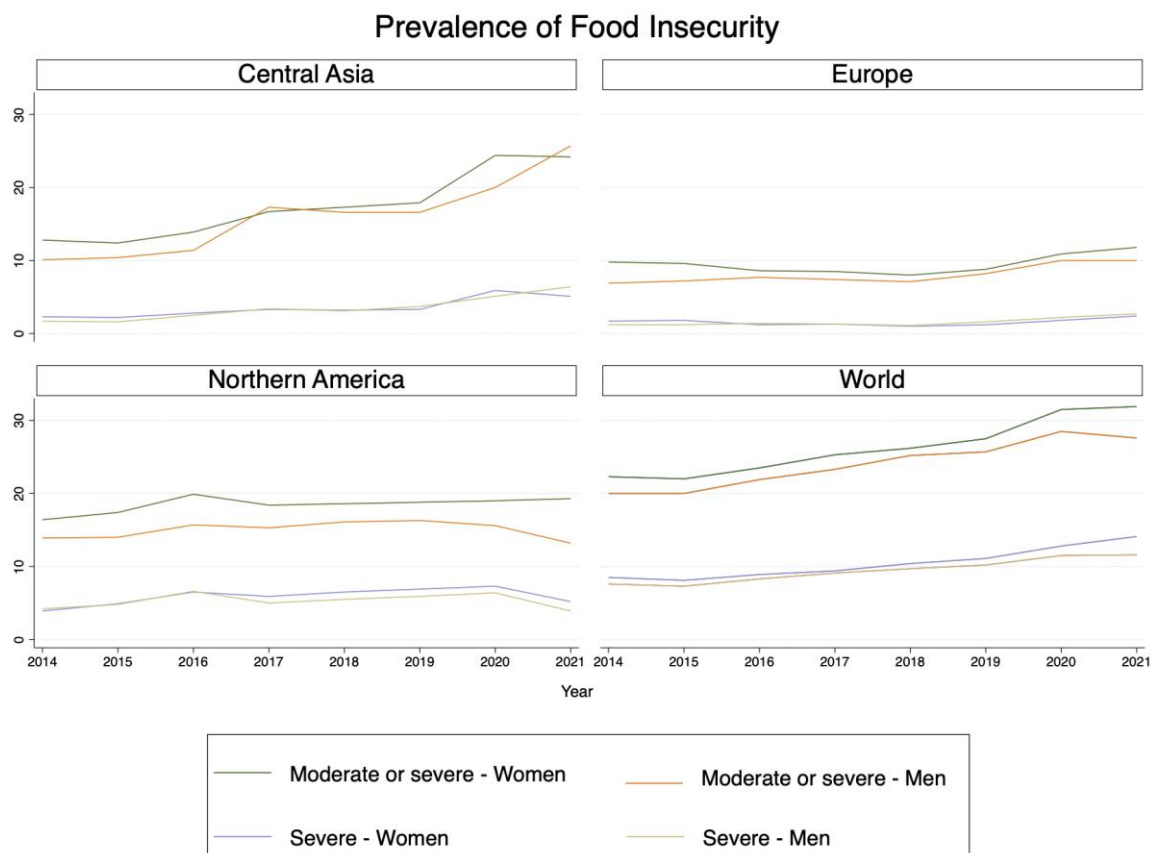 Prevalence of Food Insecurity
Central Asia
Europe
30
20
10
0
Northern America
World
30
20
10
0
2014 2015 2016 2017 2018 2019 2020 2021
2014 2015 2016 2017 2018 2019 2020 2021
Year
Moderate or severe - Women
Moderate or severe - Men
Severe - Women
Severe - Men